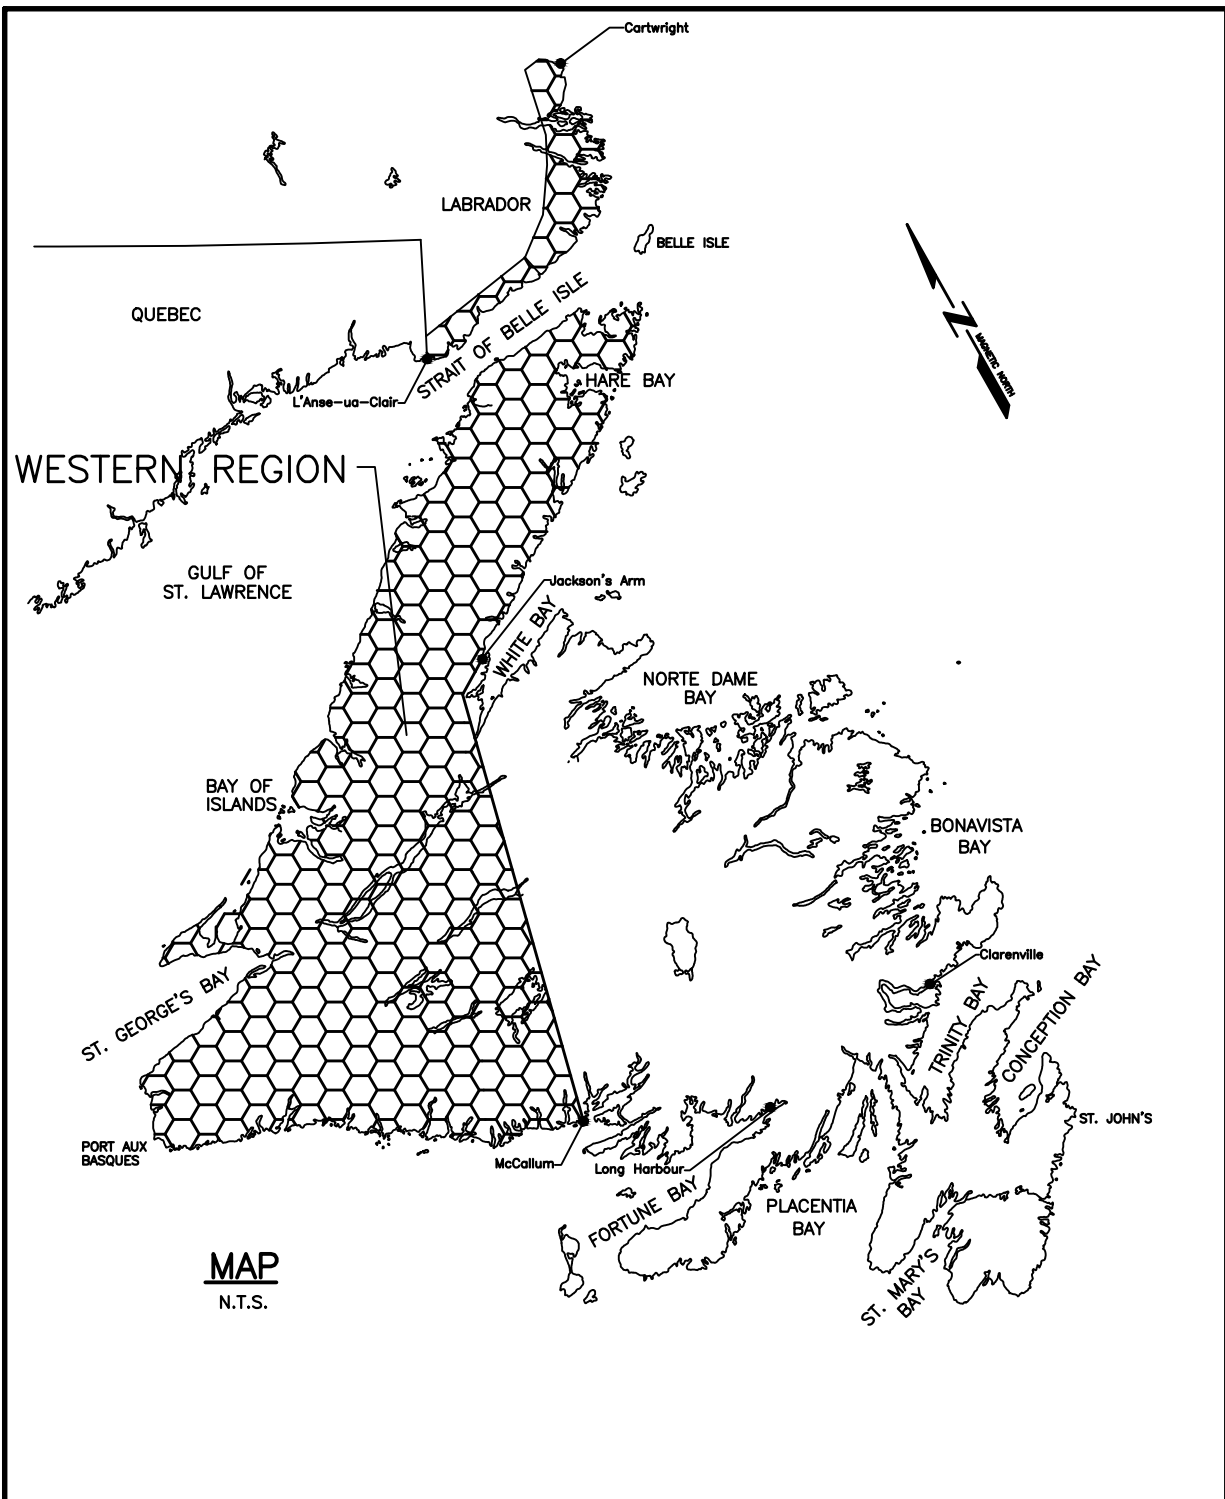 Cartwright
LABRADOR
BELLE ISLE
QUEBEC
STRAIT OF BELLE ISLE
MAGNETIC NORTH
HARE BAY
L'Anse-ua-Clair
WESTERN REGION
GULF OF
ST. LAWRENCE
Jackson's Arm
WHITE BAY
NORTE DAME
BAY
BAY OF
ISLANDS
BONAVISTA
BAY
Clarenville
ST. GEORGE'S BAY
TRINITY BAY
CONCEPTION BAY
ST. JOHN'S
PORT AUX
BASQUES
McCallum
Long Harbour
FORTUNE BAY
PLACENTIA
BAY
ST. MARY'S
BAY
MAP
N.T.S.